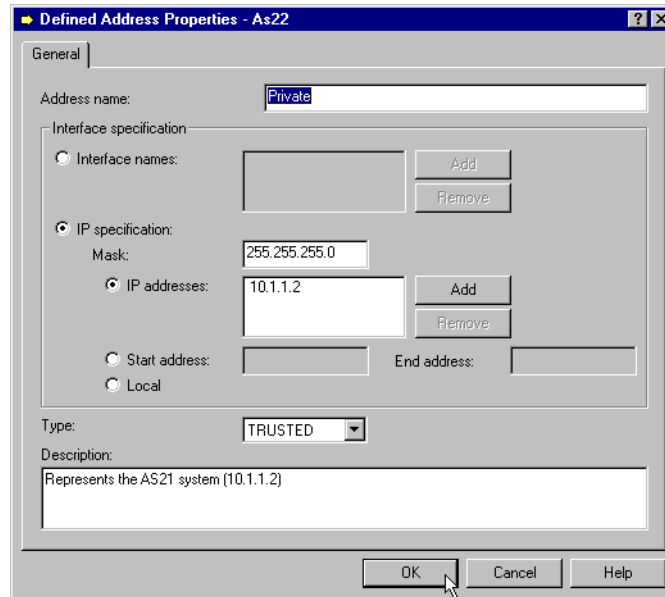 Defined Address Properties - As22
General
Address name: Private
Interface specification
Interface names: Add
Remove
IP specification:
Mask: 255.255.255.0
IP addresses: 10.1.1.2 Add
Remove
Start address: End address:
Local
Type: TRUSTED
Description:
Represents the AS21 system (10.1.1.2)
OK Cancel Help